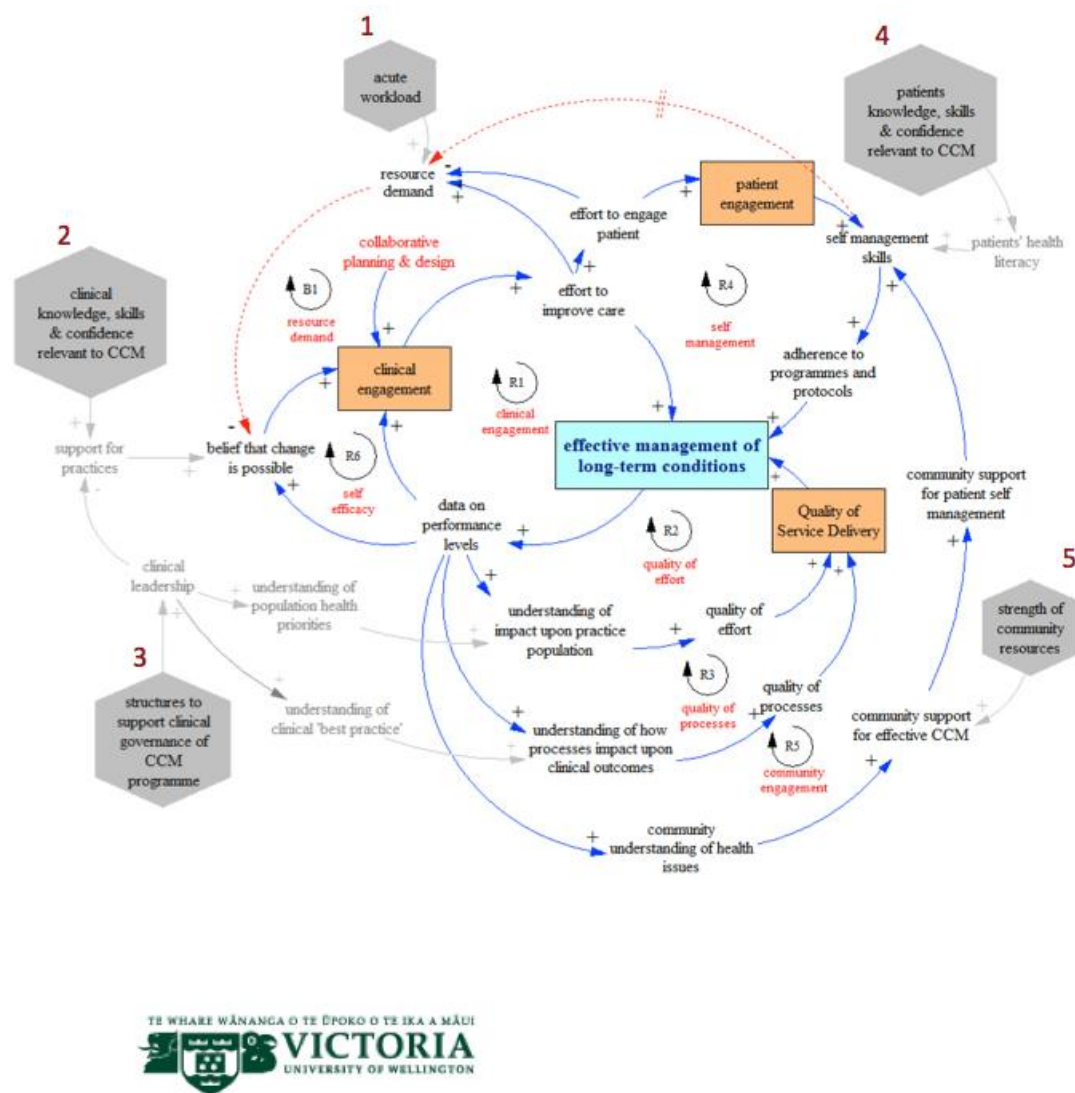 1
acute
workload
4
patients
knowledge, skills
& confidence
relevant to CCM
+
-
resource
demand
+
patient
engagement
+
effort to engage
patient
+
self management
skills
+
patients' health
literacy
+
2
clinical
knowledge, skills
& confidence
relevant to CCM
collaborative
planning & design
B1
resource
demand
+
+
effort to
improve care
R4
self
management
+
+
adherence to
programmes and
protocols
+
clinical
engagement
+
+
R1
clinical
engagement
+
+
effective management of
long-term conditions
+
-
support for
practices
+
belief that change
is possible
+
R6
self
efficacy
+
community support
for patient self
management
+
Quality of
Service Delivery
data on
performance
levels
+
R2
quality of
effort
-
clinical
leadership
+
+
understanding of
population health
priorities
+
+
understanding of
impact upon practice
population
+
quality of
effort
+
+
5
strength of
community
resources
3
structures to
support clinical
governance of
CCM
programme
+
understanding of
clinical 'best practice'
+
+
understanding of how
processes impact upon
clinical outcomes
R3
quality of
processes
+
quality of
processes
R5
community
engagement
community support
for effective CCM
+
+
+
community
understanding of health
issues
TE WHARE WĀNANGA O TE ŪPOKO O TE IKA A MĀUI
VICTORIA
UNIVERSITY OF WELLINGTON